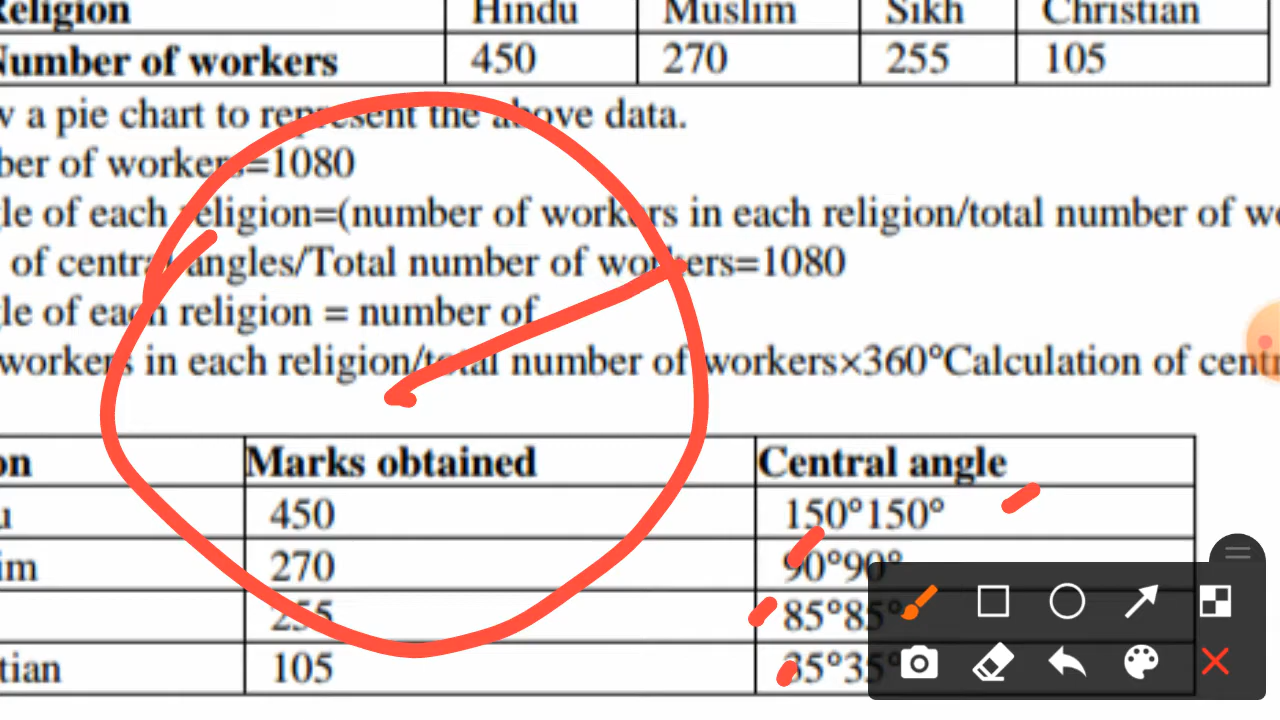 Religion Hindu Muslim Sikh Christian
Number of workers 450 270 255 105
w a pie chart to represent the above data.
ber of workers=1080
gle of each religion=(number of workers in each religion/total number of wo
of central angles/Total number of workers=1080
gle of each religion = number of
workers in each religion/total number of workers×360°Calculation of centr
on Marks obtained Central angle
u 450 150°150°
im 270 90°90°
255 85°85°
tian 105 35°35°